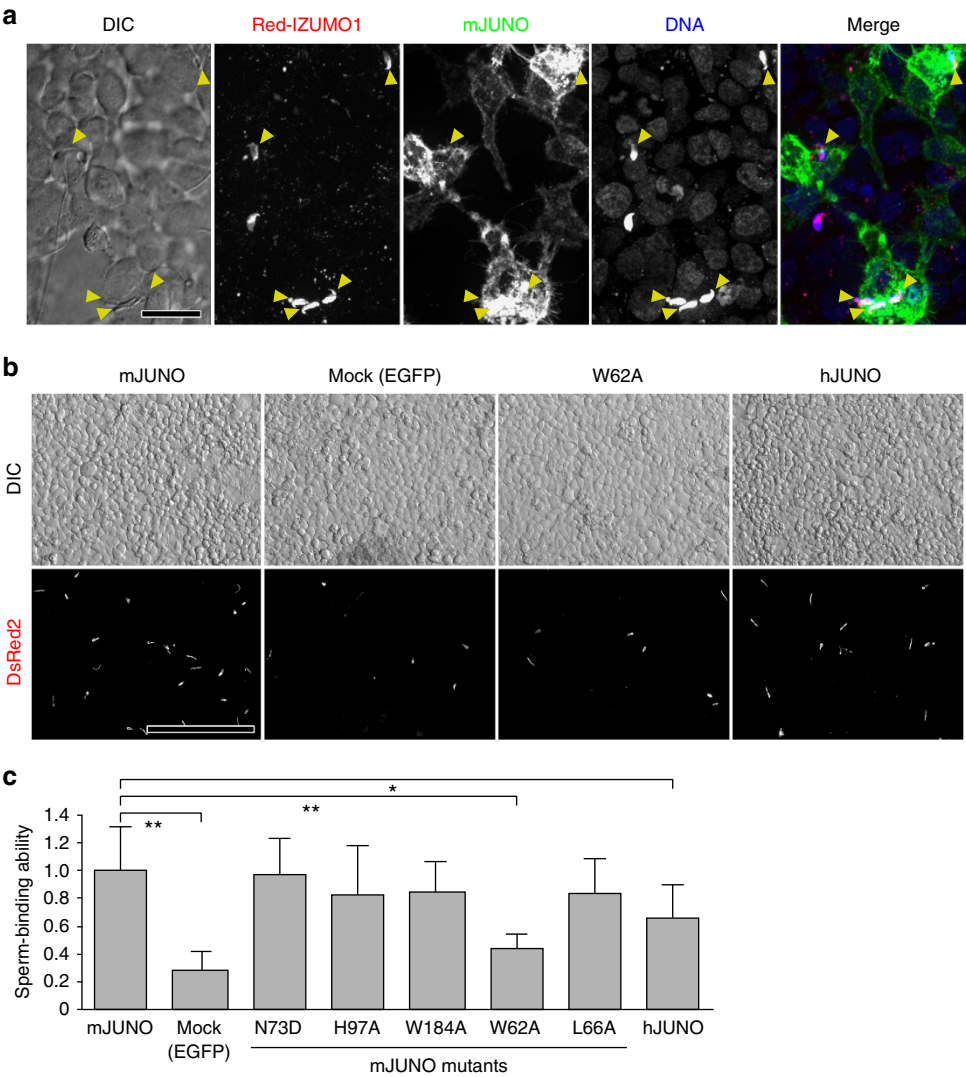 a
DIC Red-IZUMO1 mJUNO DNA Merge
b
mJUNO Mock (EGFP) W62A hJUNO
DIC
DsRed2
c
*
** **
Sperm-binding ability
1.4
1.2
1.0
0.8
0.6
0.4
0.2
0
mJUNO Mock (EGFP) N73D H97A W184A W62A L66A hJUNO
mJUNO mutants